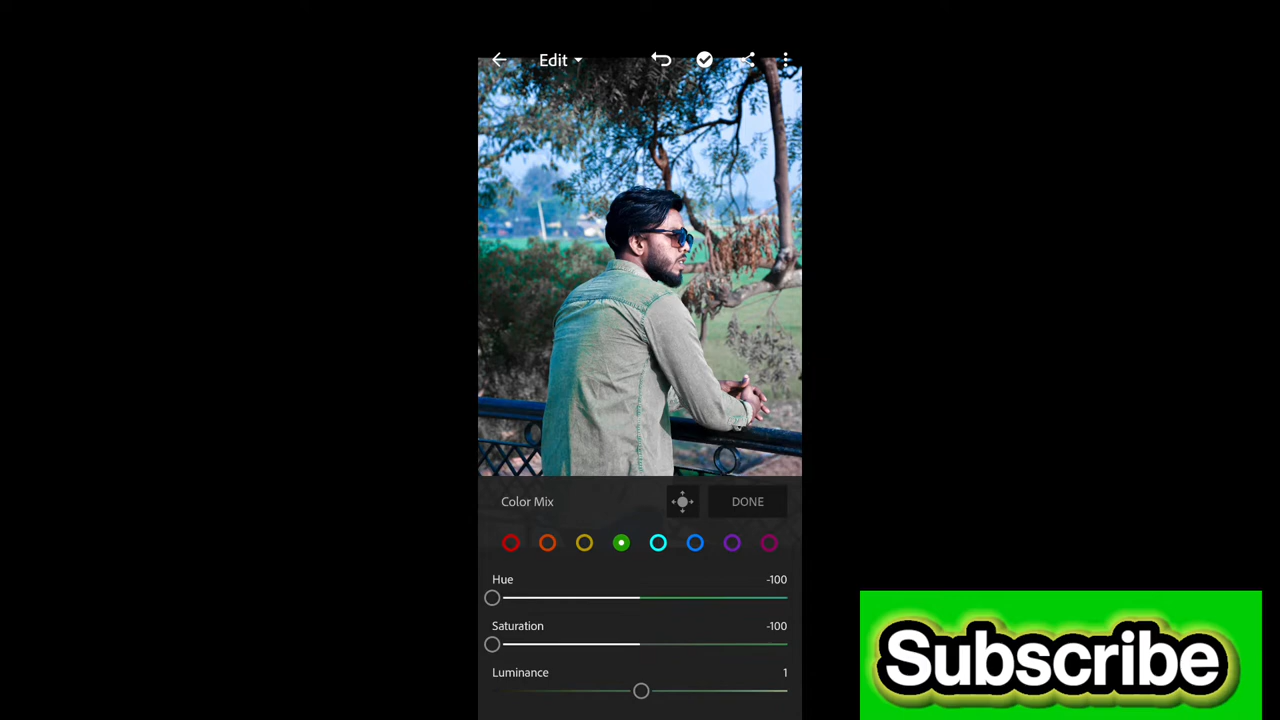 Edit
Color Mix
DONE
Hue
-100
Saturation
-100
Luminance
1
Subscribe